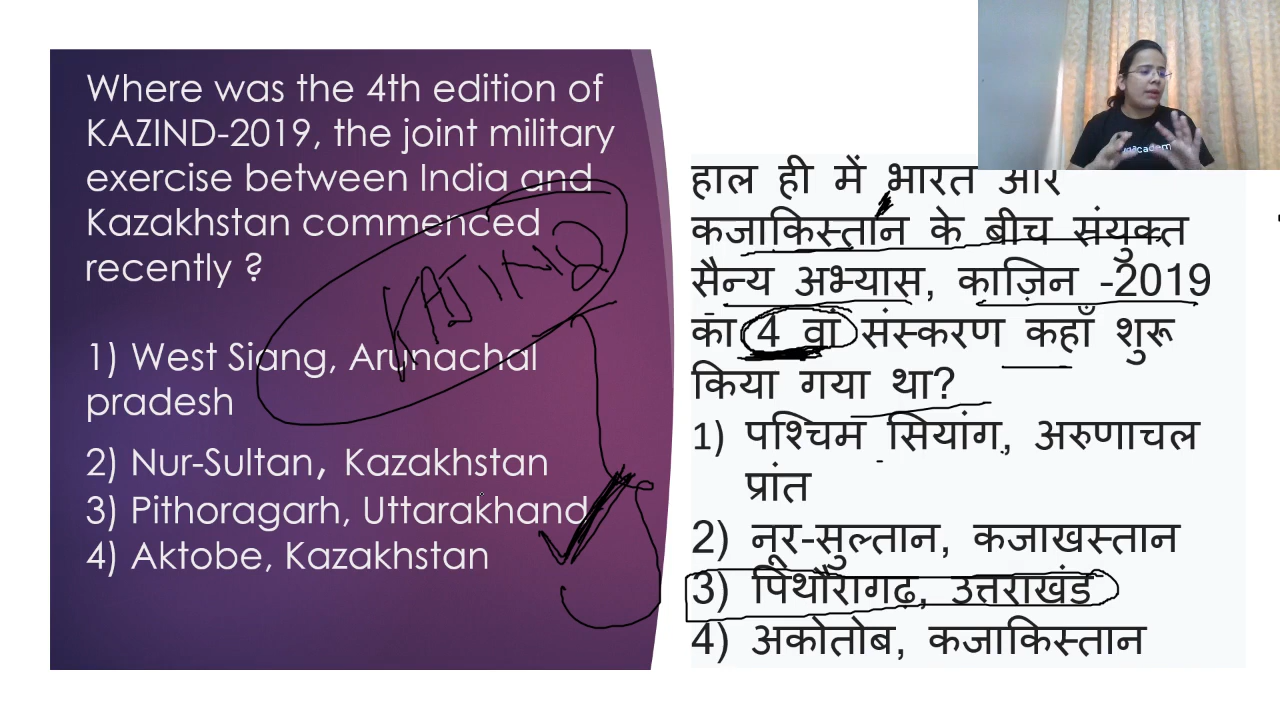 Where was the 4th edition of
KAZIND-2019, the joint military
exercise between India and
Kazakhstan commenced
recently ?
KAJIND
1) West Siang, Arunachal
pradesh
2) Nur-Sultan, Kazakhstan
3) Pithoragarh, Uttarakhand
4) Aktobe, Kazakhstan
हाल ही में भारत और
कजाकिस्तान के बीच संयुक्त
सैन्य अभ्यास, काज़िन -2019
का 4 वां संस्करण कहाँ शुरू
किया गया था?
1) पश्चिम सियांग, अरुणाचल
प्रांत
2) नूर-सुल्तान, कजाखस्तान
3) पिथौरागढ़, उत्तराखंड
4) अकोतोब, कजाकिस्तान